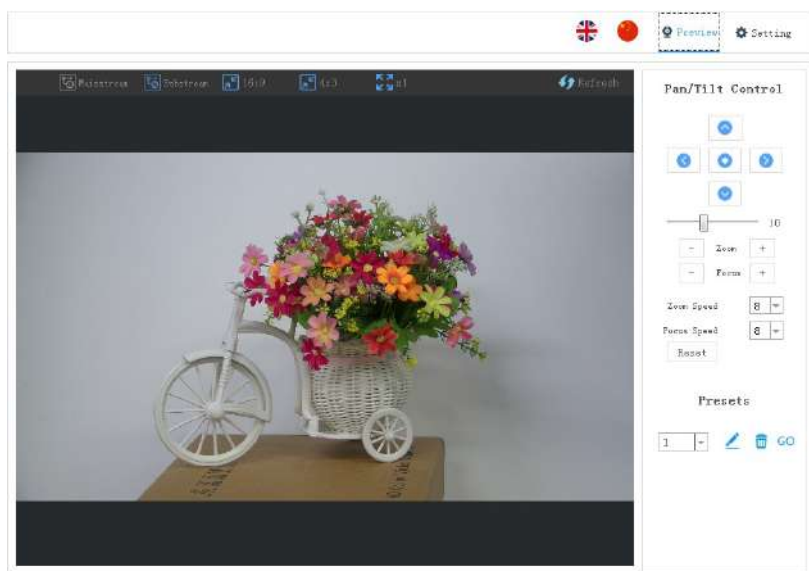 Preview Setting
Mainstream Substream 16:9 4:3 x1 Refresh
Pan/Tilt Control
10
- Zoom +
- Focus +
Zoom Speed 8
Focus Speed 8
Reset
Presets
1 GO